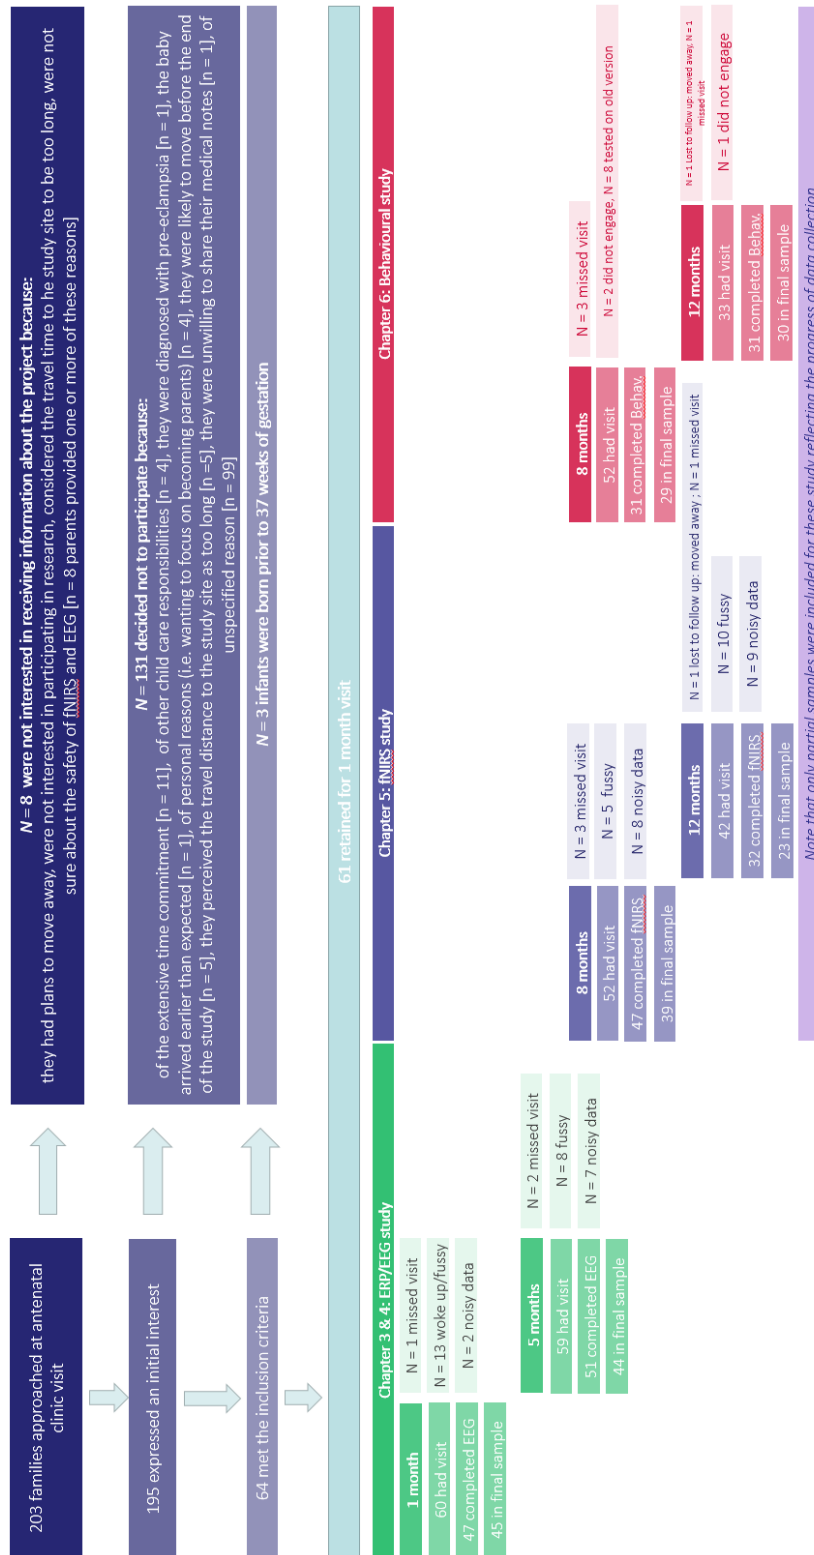 203 families approached at antenatal
clinic visit
N = 8 were not interested in receiving information about the project because:
they had plans to move away, were not interested in participating in research, considered the travel time to he study site to be too long, were not
sure about the safety of fNIRS and EEG [n = 8 parents provided one or more of these reasons]
195 expressed an initial interest
N = 131 decided not to participate because:
of the extensive time commitment [n = 11], of other child care responsibilities [n = 4], they were diagnosed with pre-eclampsia [n = 1], the baby
arrived earlier than expected [n = 1], of personal reasons (i.e. wanting to focus on becoming parents) [n = 4], they were likely to move before the end
of the study [n = 5], they perceived the travel distance to the study site as too long [n =5], they were unwilling to share their medical notes [n = 1], of
unspecified reason [n = 99]
64 met the inclusion criteria
N = 3 infants were born prior to 37 weeks of gestation
61 retained for 1 month visit
Chapter 3 & 4: ERP/EEG study
Chapter 5: fNIRS study
Chapter 6: Behavioural study
1 month
60 had visit
47 completed EEG
45 in final sample
N = 1 missed visit
N = 13 woke up/fussy
N = 2 noisy data
5 months
59 had visit
51 completed EEG
44 in final sample
N = 2 missed visit
N = 8 fussy
N = 7 noisy data
8 months
52 had visit
47 completed fNIRS
39 in final sample
N = 3 missed visit
N = 5 fussy
N = 8 noisy data
8 months
52 had visit
31 completed Behav.
29 in final sample
N = 3 missed visit
N = 2 did not engage, N = 8 tested on old version
12 months
42 had visit
32 completed fNIRS
23 in final sample
N = 1 lost to follow up: moved away ; N = 1 missed visit
N = 10 fussy
N = 9 noisy data
12 months
33 had visit
31 completed Behav.
30 in final sample
N = 1 Lost to follow up: moved away, N = 1
missed visit
N = 1 did not engage
Note that only partial samples were included for these study reflecting the progress of data collection